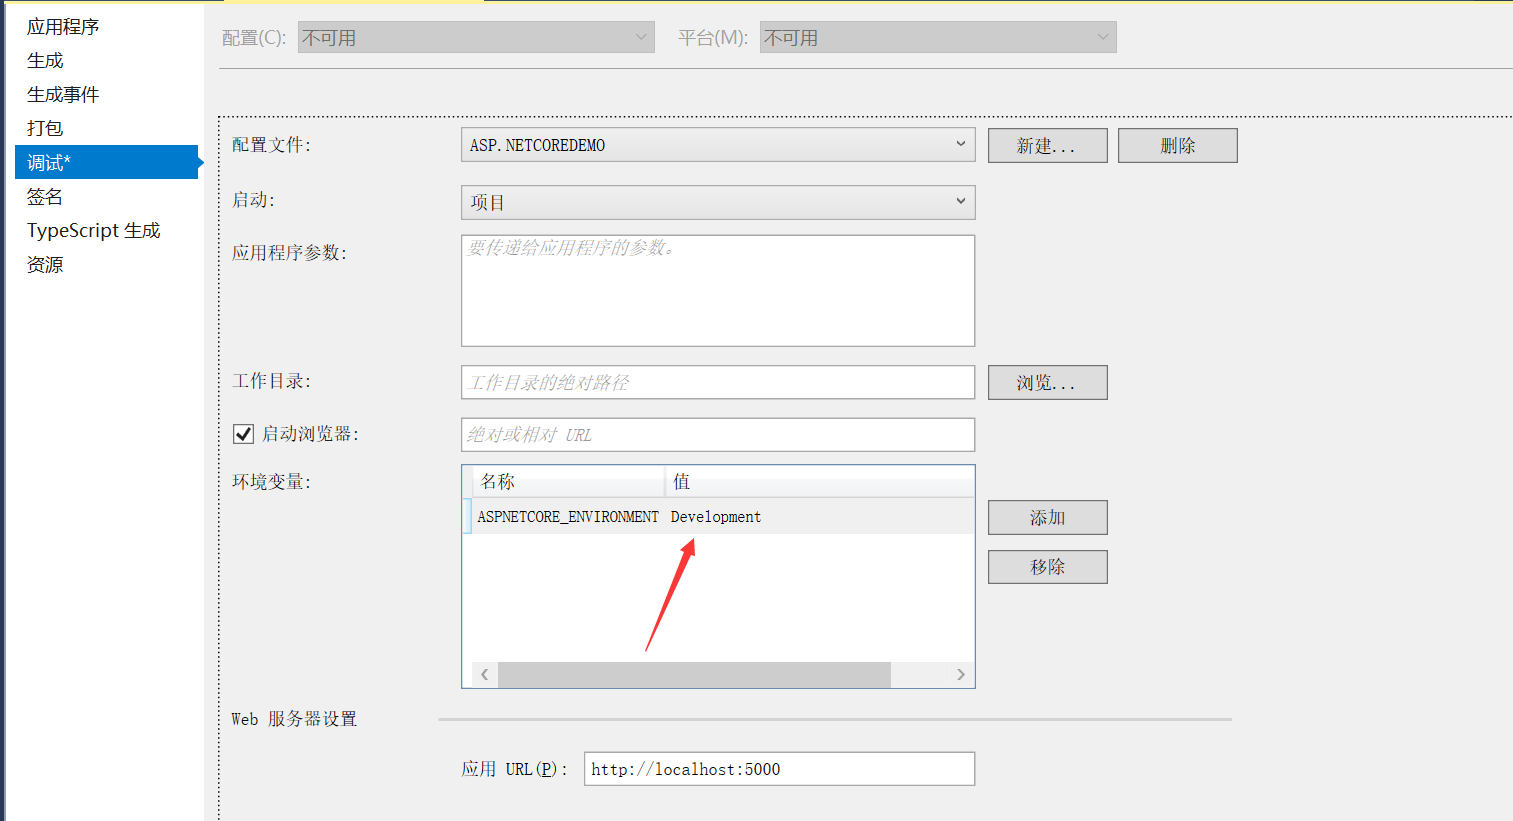 应用程序
生成
生成事件
打包
调试*
签名
TypeScript 生成
资源
配置(C): 不可用 平台(M): 不可用
配置文件: ASP.NETCOREDEMO 新建... 删除
启动: 项目
应用程序参数: 要传递给应用程序的参数。
工作目录: 工作目录的绝对路径 浏览...
启动浏览器: 绝对或相对 URL
环境变量: 名称 值
ASPNETCORE_ENVIRONMENT Development 添加
移除
Web 服务器设置
应用 URL(P): http://localhost:5000